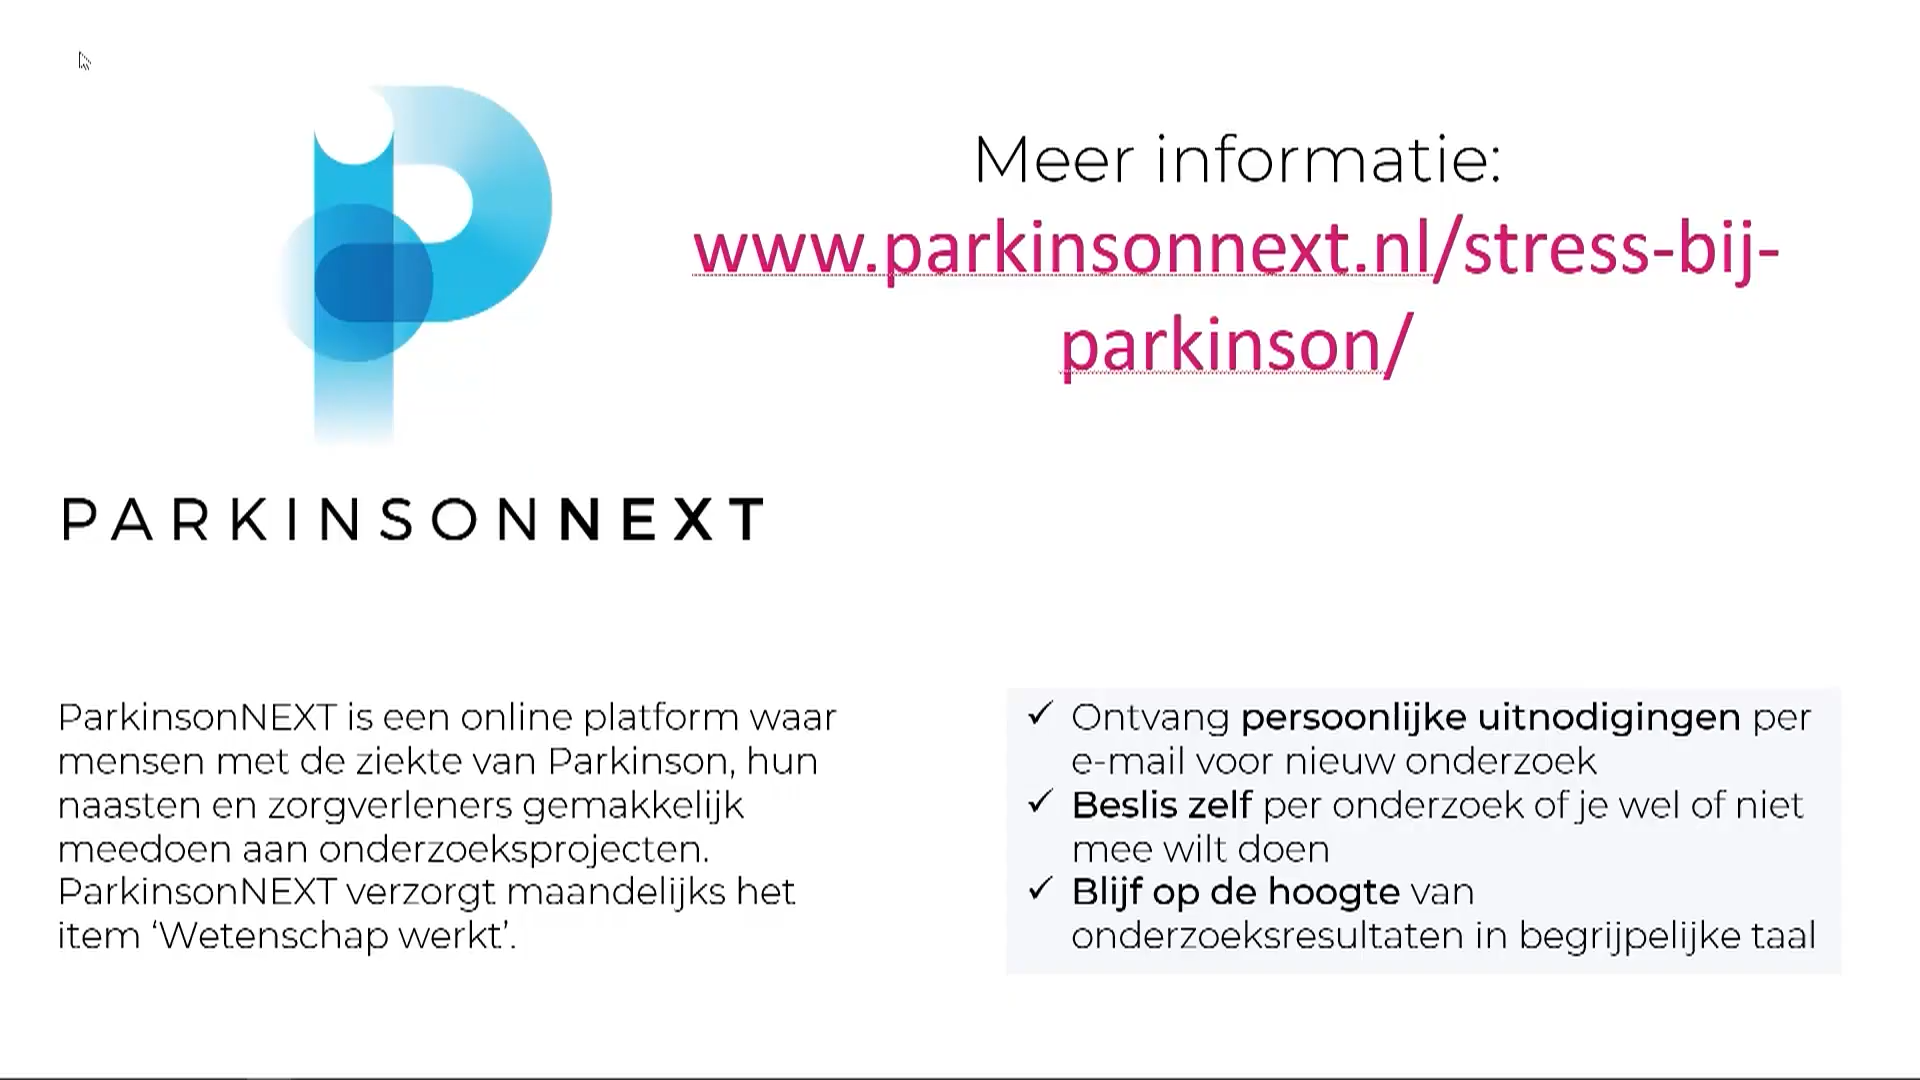 Meer informatie:
www.parkinsonnext.nl/stress-bij-
parkinson/
PARKINSONNEXT
ParkinsonNEXT is een online platform waar
mensen met de ziekte van Parkinson, hun
naasten en zorgverleners gemakkelijk
meedoen aan onderzoeksprojecten.
ParkinsonNEXT verzorgt maandelijks het
item ‘Wetenschap werkt’.
✓ Ontvang persoonlijke uitnodigingen per
e-mail voor nieuw onderzoek
✓ Beslis zelf per onderzoek of je wel of niet
mee wilt doen
✓ Blijf op de hoogte van
onderzoeksresultaten in begrijpelijke taal